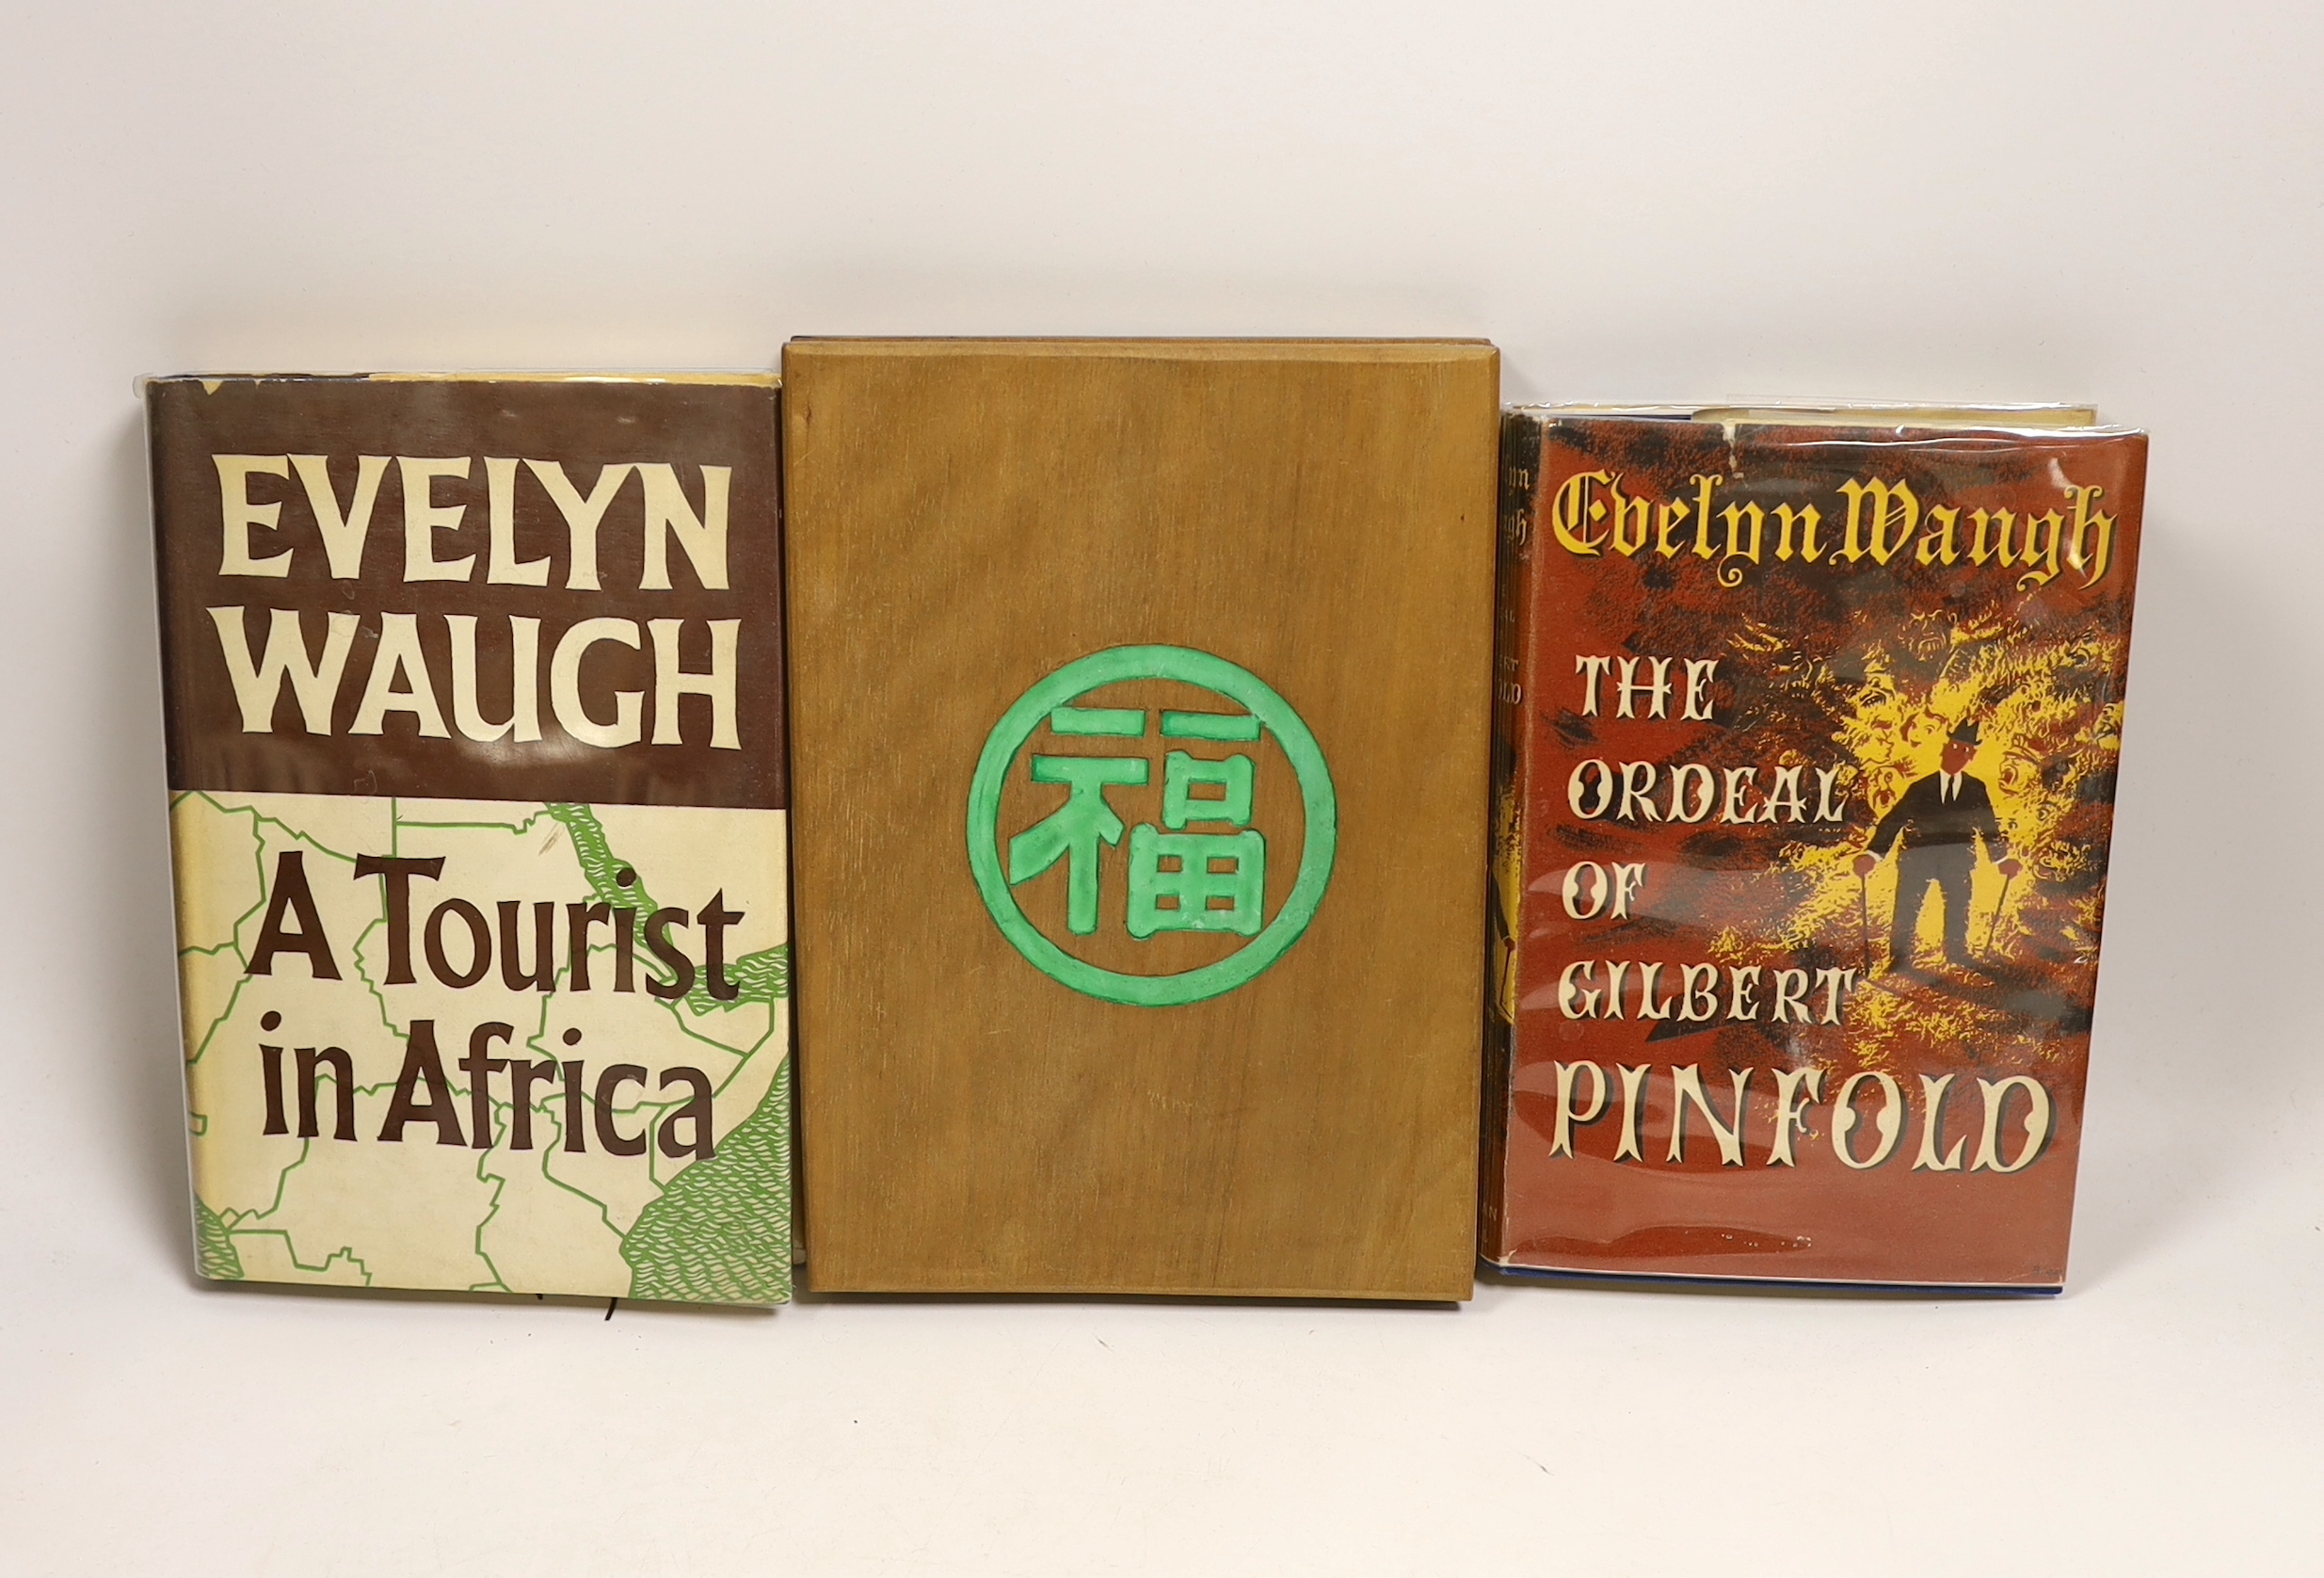 EVELYN
WAUGH
A Tourist
in Africa
福
Evelyn Waugh
THE
ORDEAL
OF
GILBERT
PINFOLD